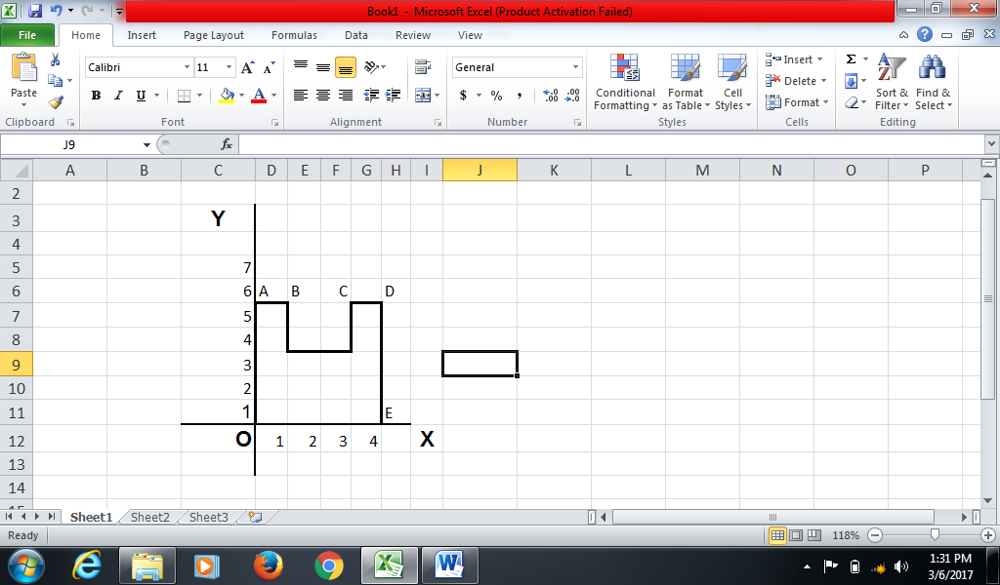 Book1 - Microsoft Excel (Product Activation Failed)
File Home Insert Page Layout Formulas Data Review View
Paste Calibri 11 A A General Conditional Formatting Format as Table Cell Styles Insert Delete Format Σ Sort & Filter Find & Select
B I U A $ % , .0 .00 .00 .0
Clipboard Font Alignment Number Styles Cells Editing
J9 fx
A B C D E F G H I J K L M N O P
2
3 Y
4
5 7
6 6 A B C D
7 5
8 4
9 3
10 2
11 1 E
12 O 1 2 3 4 X
13
14
15
Sheet1 Sheet2 Sheet3
Ready 118%
1:31 PM
3/6/2017